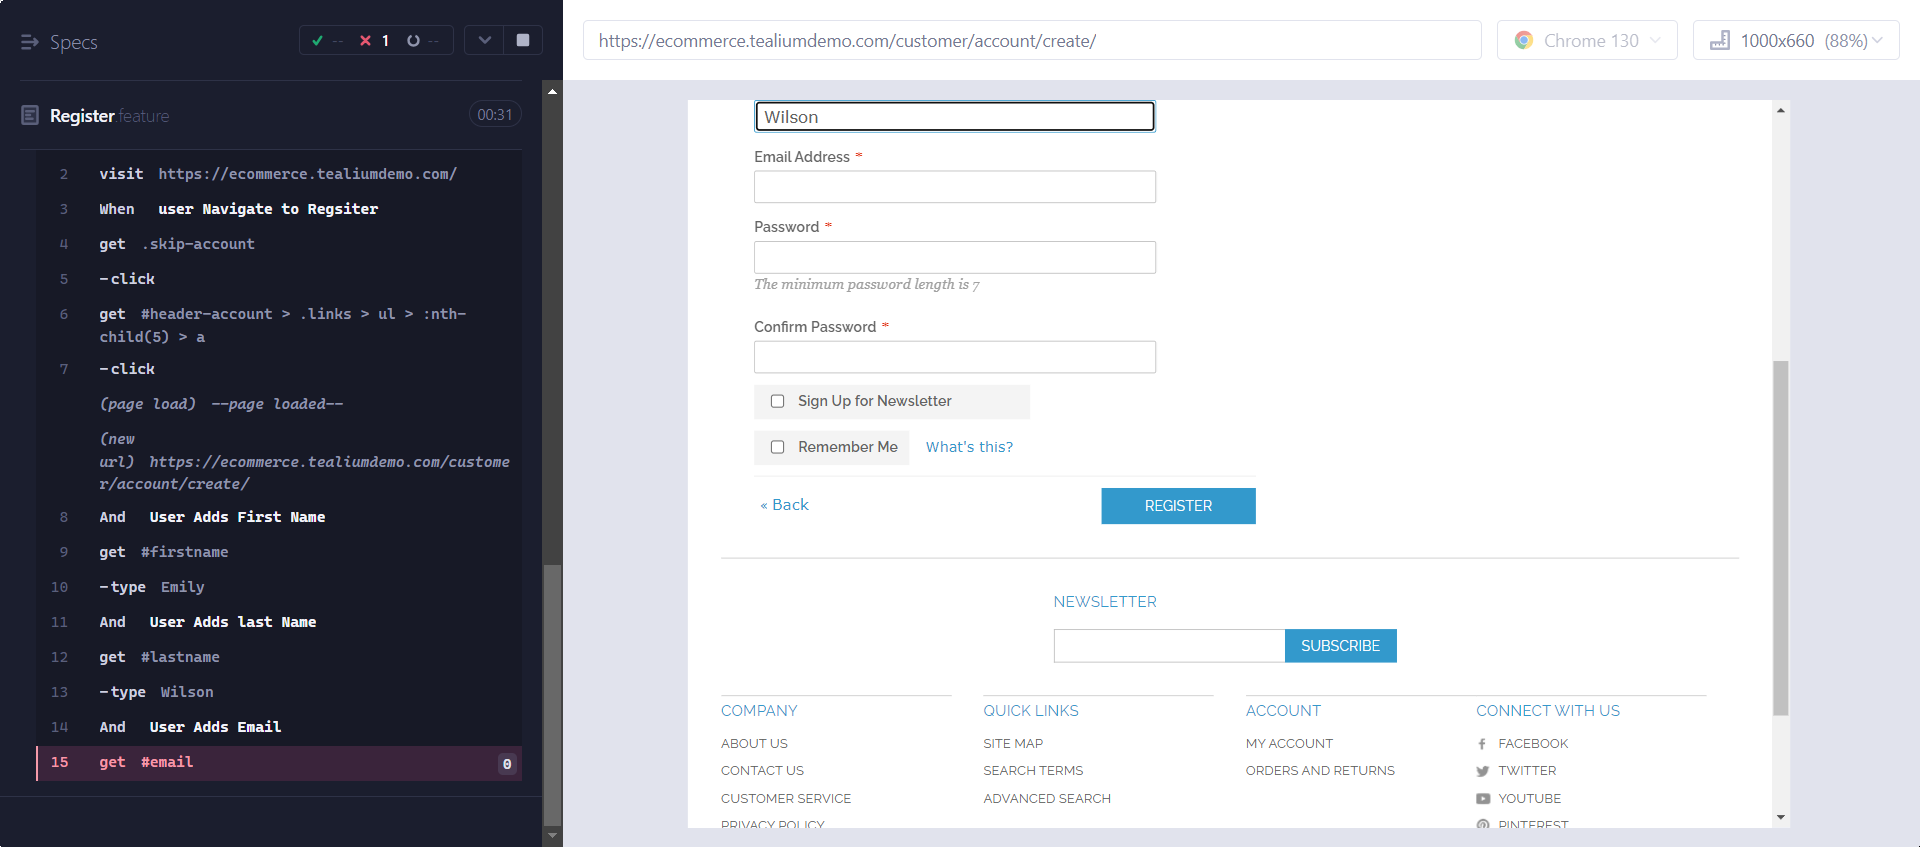 Specs
-- 1 --
Register.feature
00:31
2 visit https://ecommerce.tealiumdemo.com/
3 When user Navigate to Regsiter
4 get .skip-account
5 -click
6 get #header-account > .links > ul > :nth-
child(5) > a
7 -click
(page load) --page loaded--
(new
url) https://ecommerce.tealiumdemo.com/custome
r/account/create/
8 And User Adds First Name
9 get #firstname
10 -type Emily
11 And User Adds last Name
12 get #lastname
13 -type Wilson
14 And User Adds Email
15 get #email 0
https://ecommerce.tealiumdemo.com/customer/account/create/
Chrome 130
1000x660 (88%)
Wilson
Email Address *
Password *
The minimum password length is 7
Confirm Password *
Sign Up for Newsletter
Remember Me What's this?
« Back
REGISTER
NEWSLETTER
SUBSCRIBE
COMPANY
ABOUT US
CONTACT US
CUSTOMER SERVICE
PRIVACY POLICY
QUICK LINKS
SITE MAP
SEARCH TERMS
ADVANCED SEARCH
ACCOUNT
MY ACCOUNT
ORDERS AND RETURNS
CONNECT WITH US
FACEBOOK
TWITTER
YOUTUBE
PINTEREST